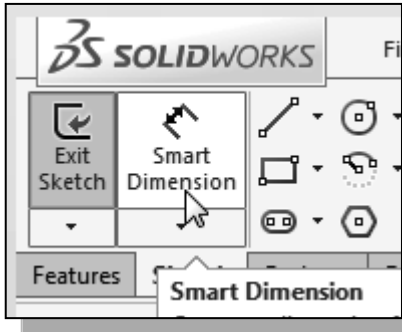 SOLIDWORKS
Fi
Exit Sketch
Smart Dimension
Features
Smart Dimension